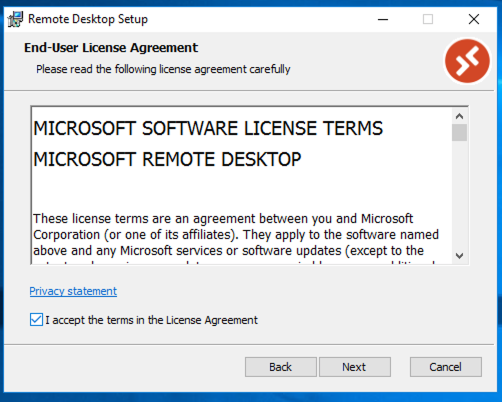 Remote Desktop Setup
End-User License Agreement
Please read the following license agreement carefully
MICROSOFT SOFTWARE LICENSE TERMS
MICROSOFT REMOTE DESKTOP
These license terms are an agreement between you and Microsoft
Corporation (or one of its affiliates). They apply to the software named
above and any Microsoft services or software updates (except to the
Privacy statement
I accept the terms in the License Agreement
Back
Next
Cancel